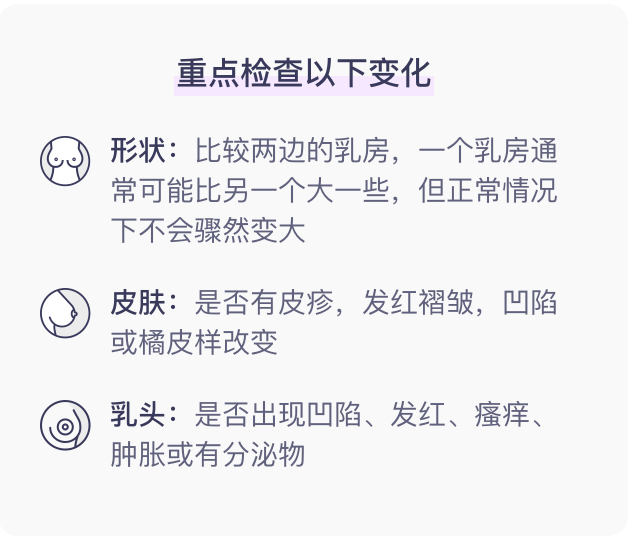 重点检查以下变化
形状：比较两边的乳房，一个乳房通
常可能比另一个大一些，但正常情况
下不会骤然变大
皮肤：是否有皮疹，发红褶皱，凹陷
或橘皮样改变
乳头：是否出现凹陷、发红、瘙痒、
肿胀或有分泌物